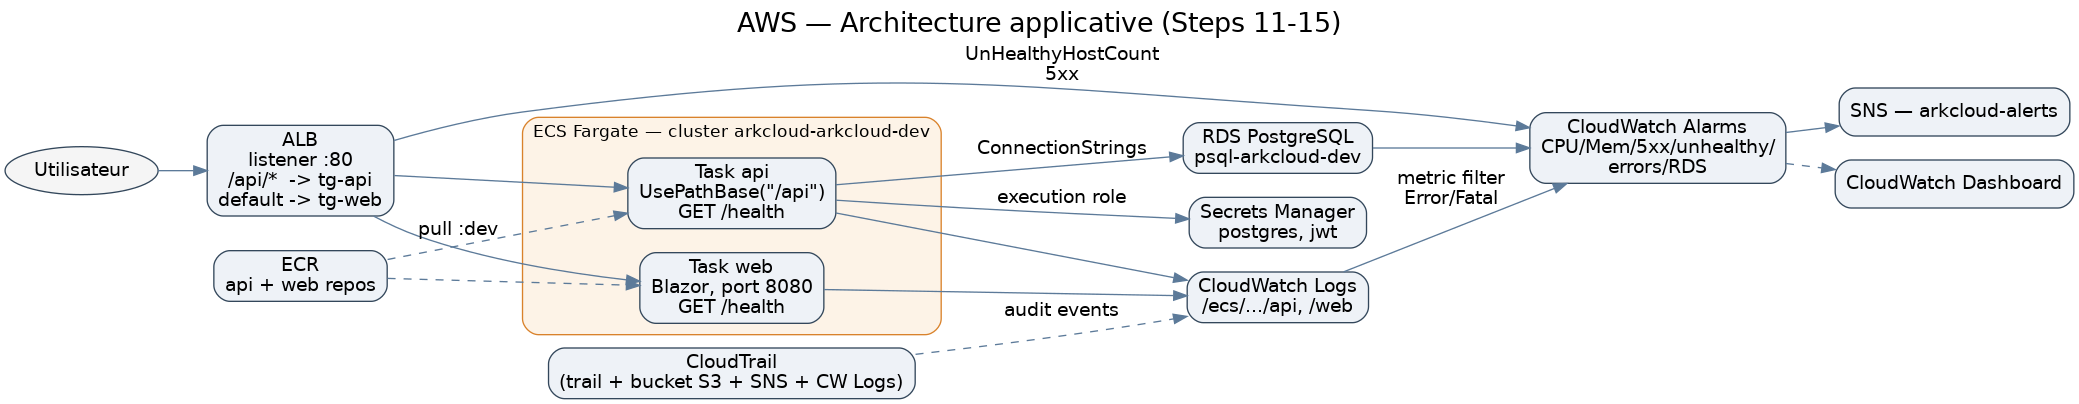 AWS — Architecture applicative (Steps 11-15)
UnHealthyHostCount
5xx
Utilisateur
ALB
listener :80
/api/*  -> tg-api
default -> tg-web
ECR
api + web repos
pull :dev
ECS Fargate — cluster arkcloud-arkcloud-dev
Task api
UsePathBase("/api")
GET /health
Task web
Blazor, port 8080
GET /health
CloudTrail
(trail + bucket S3 + SNS + CW Logs)
ConnectionStrings
execution role
audit events
RDS PostgreSQL
psql-arkcloud-dev
Secrets Manager
postgres, jwt
CloudWatch Logs
/ecs/.../api, /web
metric filter
Error/Fatal
CloudWatch Alarms
CPU/Mem/5xx/unhealthy/
errors/RDS
SNS — arkcloud-alerts
CloudWatch Dashboard